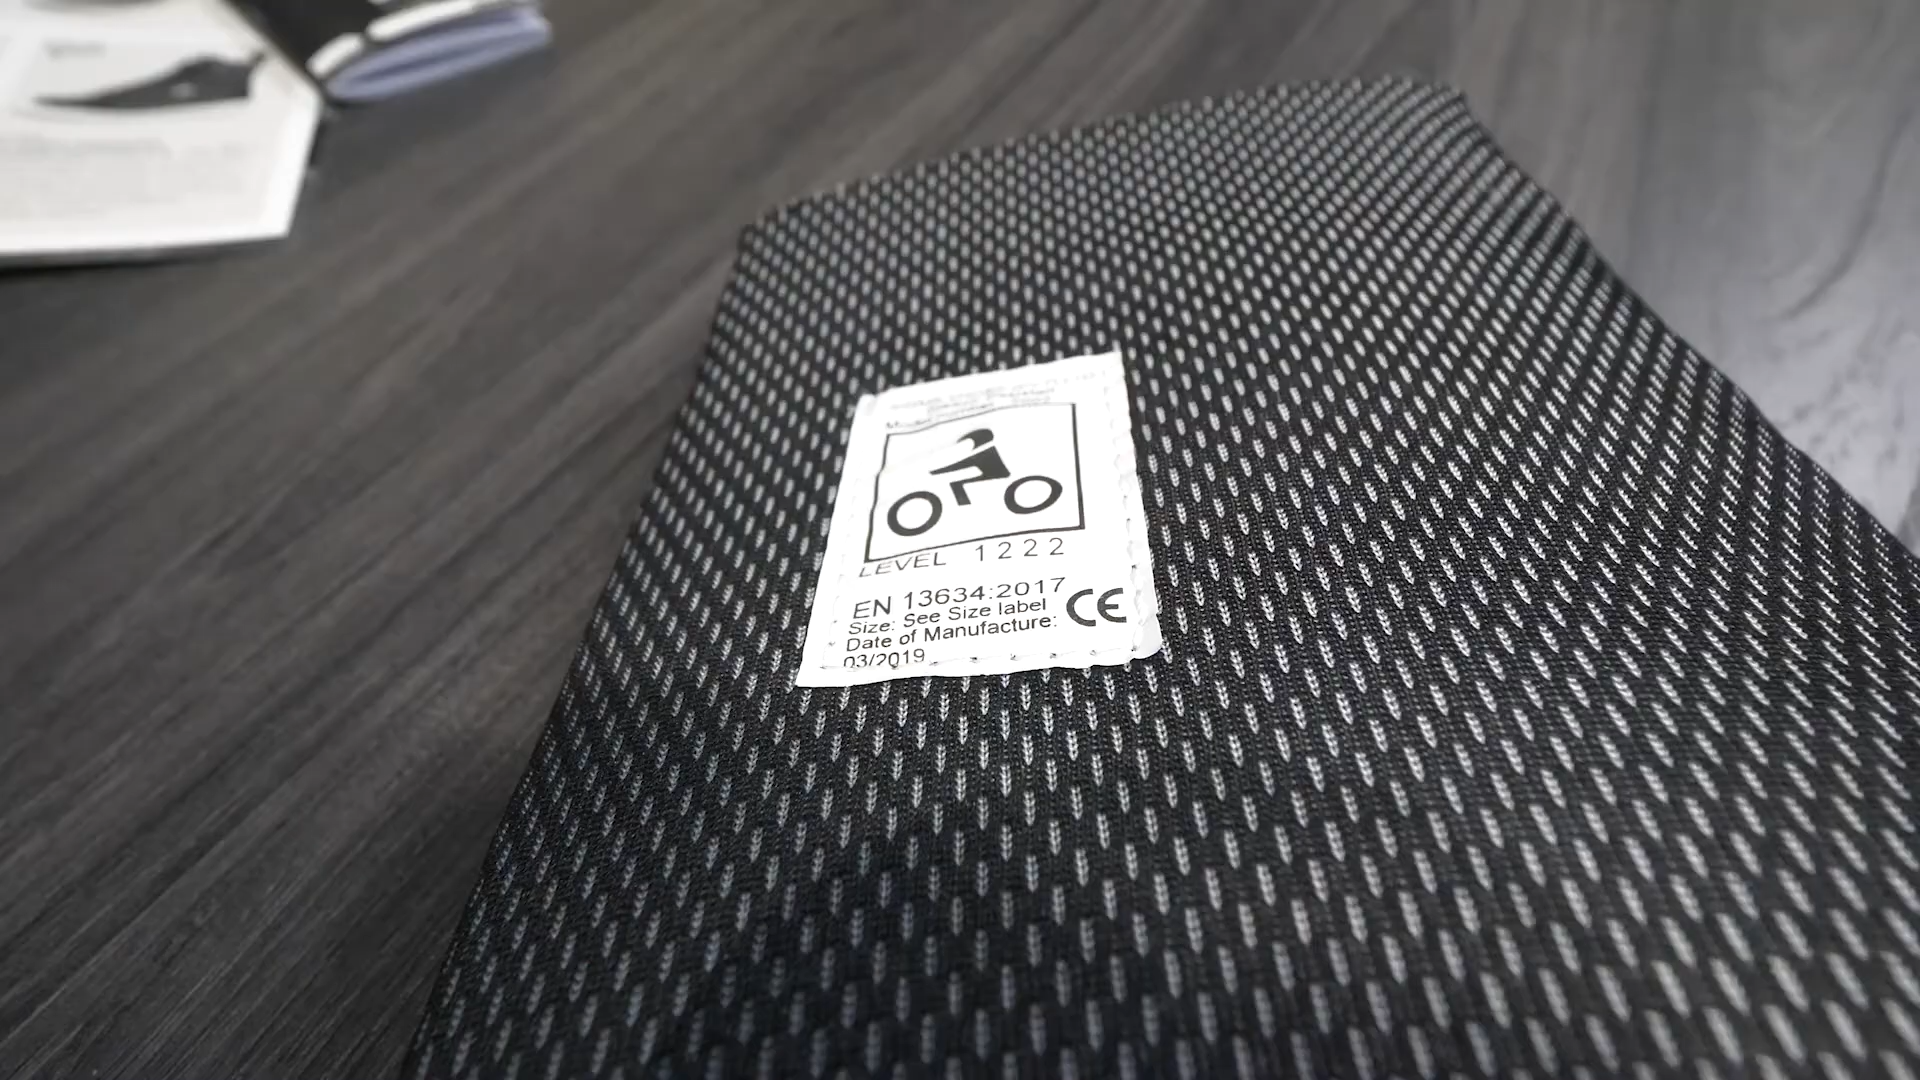 LEVEL 1222
EN 13634:2017
Size: See Size label
CE
Date of Manufacture:
03/2019